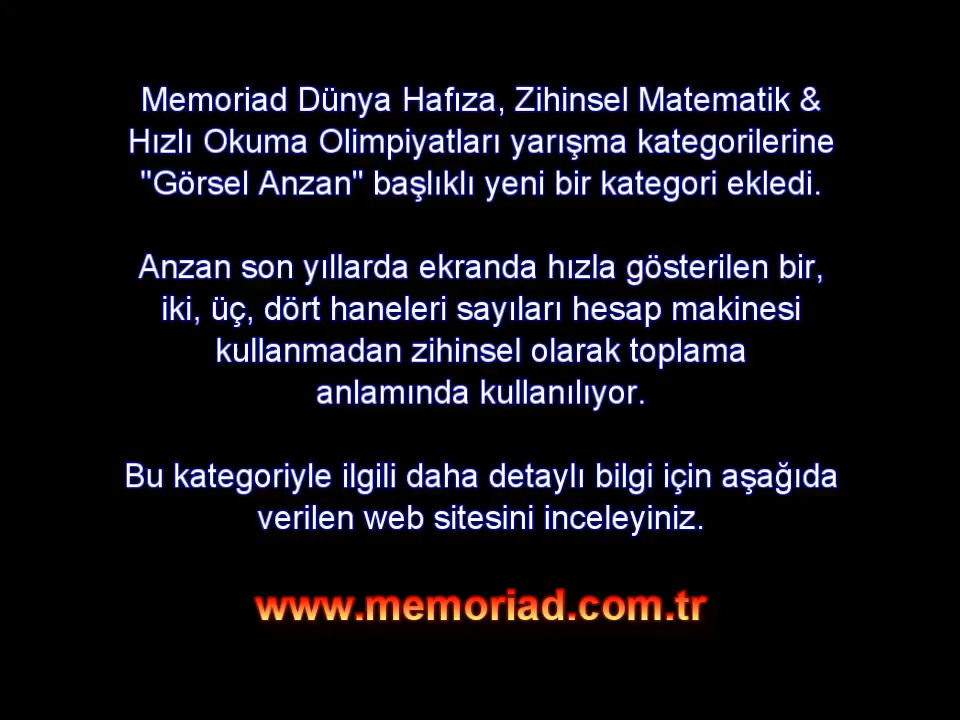 Memoriad Dünya Hafıza, Zihinsel Matematik &
Hızlı Okuma Olimpiyatları yarışma kategorilerine
"Görsel Anzan" başlıklı yeni bir kategori ekledi.
Anzan son yıllarda ekranda hızla gösterilen bir,
iki, üç, dört haneleri sayıları hesap makinesi
kullanmadan zihinsel olarak toplama
anlamında kullanılıyor.
Bu kategoriyle ilgili daha detaylı bilgi için aşağıda
verilen web sitesini inceleyiniz.
www.memoriad.com.tr